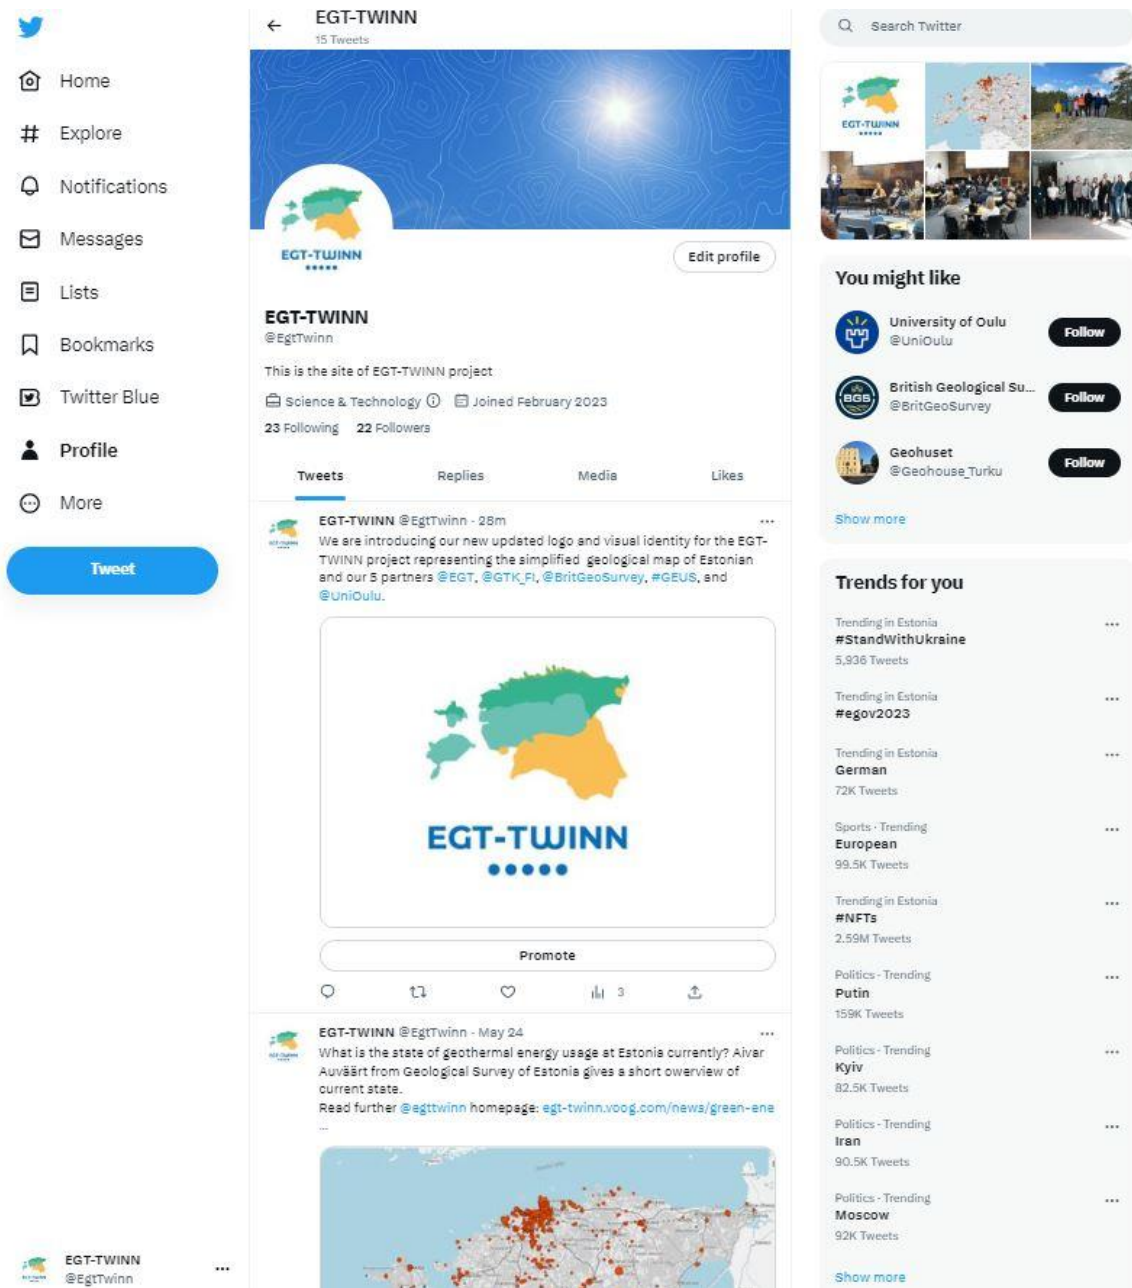 Home
Explore
Notifications
Messages
Lists
Bookmarks
Twitter Blue
Profile
More
Tweet
EGT-TWINN
@EgtTwinn
EGT-TWINN
15 Tweets
EGT-TWINN
Edit profile
EGT-TWINN
@EgtTwinn
This is the site of EGT-TWINN project
Science & Technology Joined February 2023
23 Following 22 Followers
Tweets Replies Media Likes
EGT-TWINN @EgtTwinn · 28m
We are introducing our new updated logo and visual identity for the EGT-
TWINN project representing the simplified geological map of Estonian
and our 5 partners @EGT, @GTK_FI, @BritGeoSurvey, #GEUS, and
@UniOulu.
EGT-TWINN
Promote
3
EGT-TWINN @EgtTwinn · May 24
What is the state of geothermal energy usage at Estonia currently? Aivar
Auväärt from Geological Survey of Estonia gives a short owerview of
current state.
Read further @egttwinn homepage: egt-twinn.voog.com/news/green-ene
...
Search Twitter
EGT-TWINN
You might like
University of Oulu
@UniOulu
Follow
BGS
British Geological Su...
@BritGeoSurvey
Follow
Geohuset
@Geohouse_Turku
Follow
Show more
Trends for you
Trending in Estonia
#StandWithUkraine
5,936 Tweets
Trending in Estonia
#egov2023
Trending in Estonia
German
72K Tweets
Sports · Trending
European
99.5K Tweets
Trending in Estonia
#NFTs
2.59M Tweets
Politics · Trending
Putin
159K Tweets
Politics · Trending
Kyiv
82.5K Tweets
Politics · Trending
Iran
90.5K Tweets
Politics · Trending
Moscow
92K Tweets
Show more